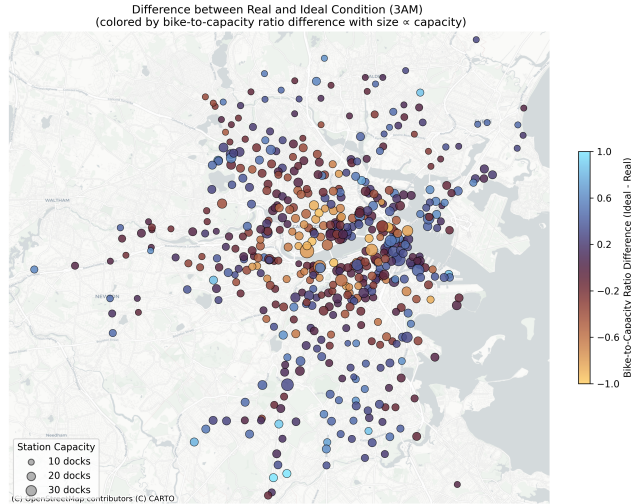 Difference between Real and Ideal Condition (3AM)
(colored by bike-to-capacity ratio difference with size ∝ capacity)
WALTHAM
Needham
Station Capacity
10 docks
20 docks
30 docks
(C) OpenStreetMap contributors (C) CARTO
1.0
0.6
0.2
−0.2
−0.6
−1.0
Bike-to-Capacity Ratio Difference (Ideal - Real)